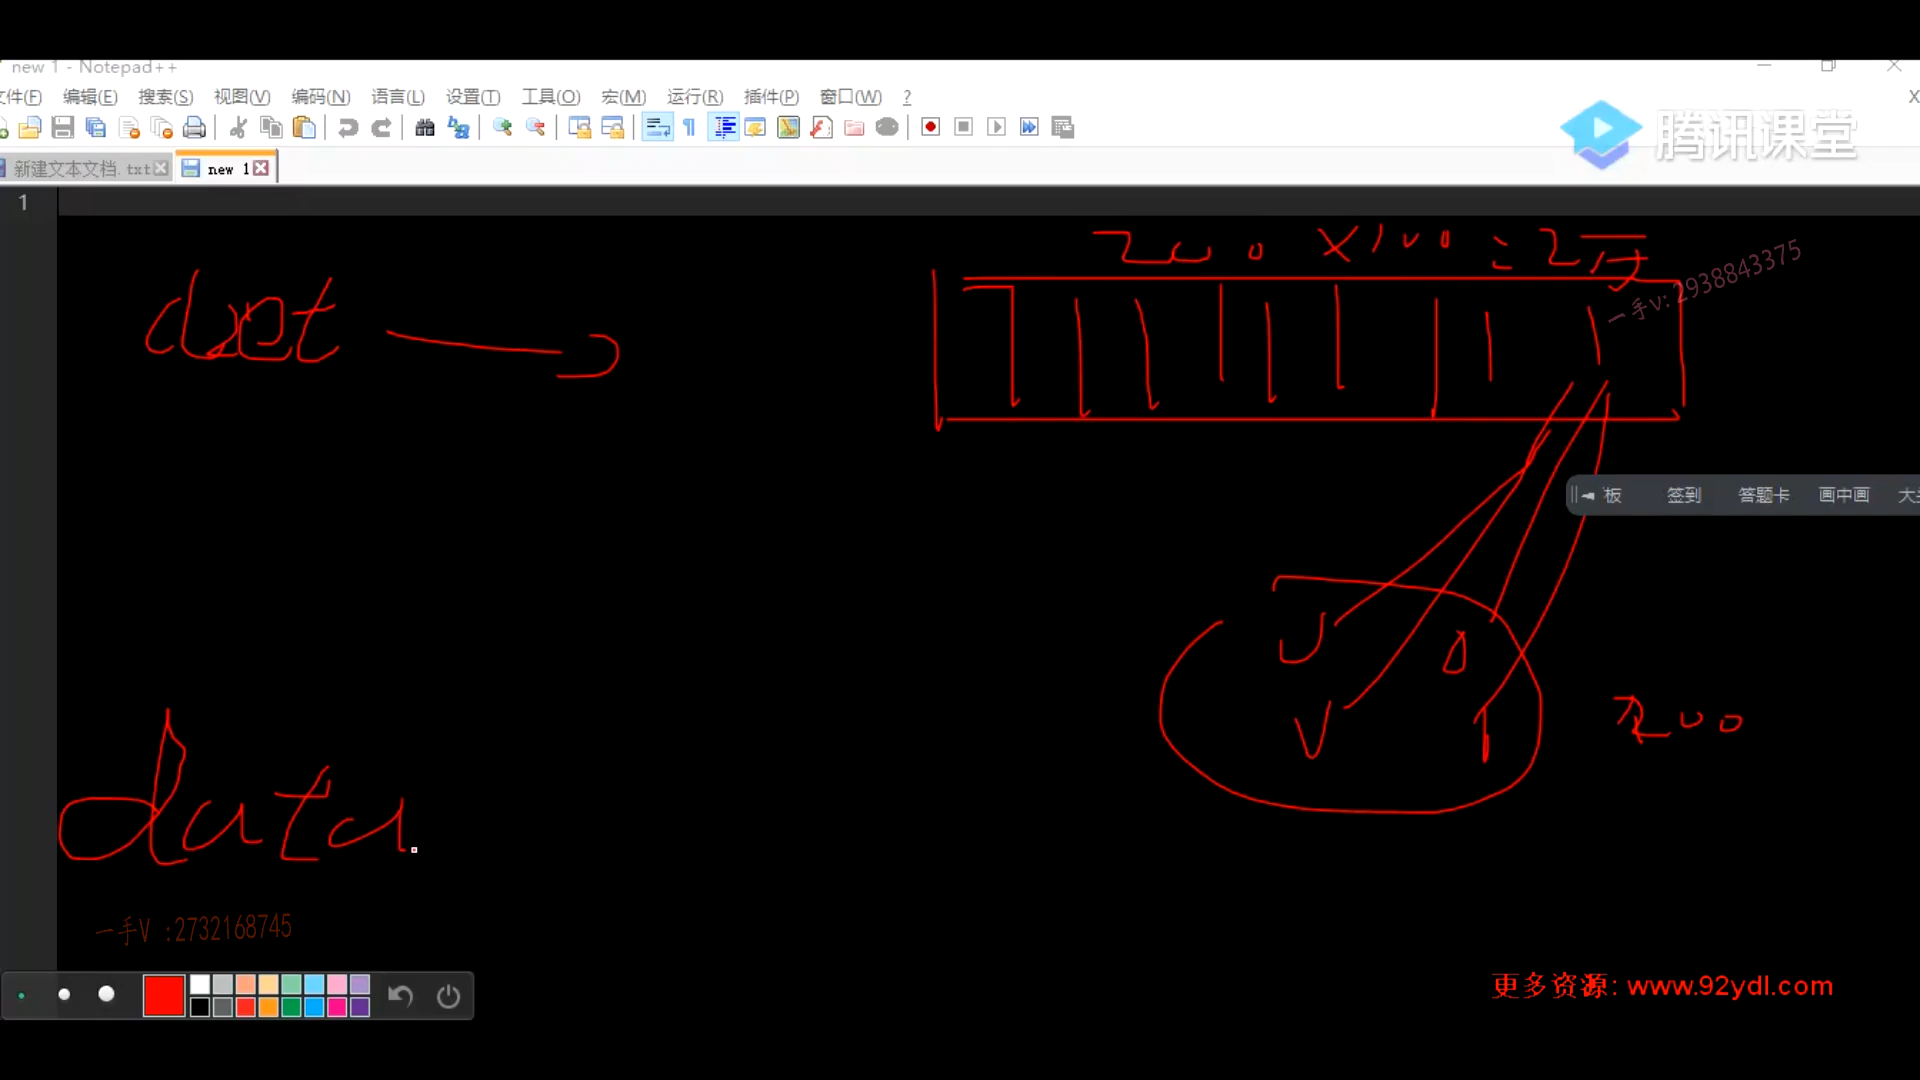 new 1 - Notepad++
文件(F) 编辑(E) 搜索(S) 视图(V) 编码(N) 语言(L) 设置(T) 工具(O) 宏(M) 运行(R) 插件(P) 窗口(W) ? X
腾讯课堂
新建文本文档.txt new 1
1
200 X100 = 2万
一手v: 2938843375
板 签到 答题卡 画中画
200
data
一手V :2732168745
更多资源: www.92ydl.com